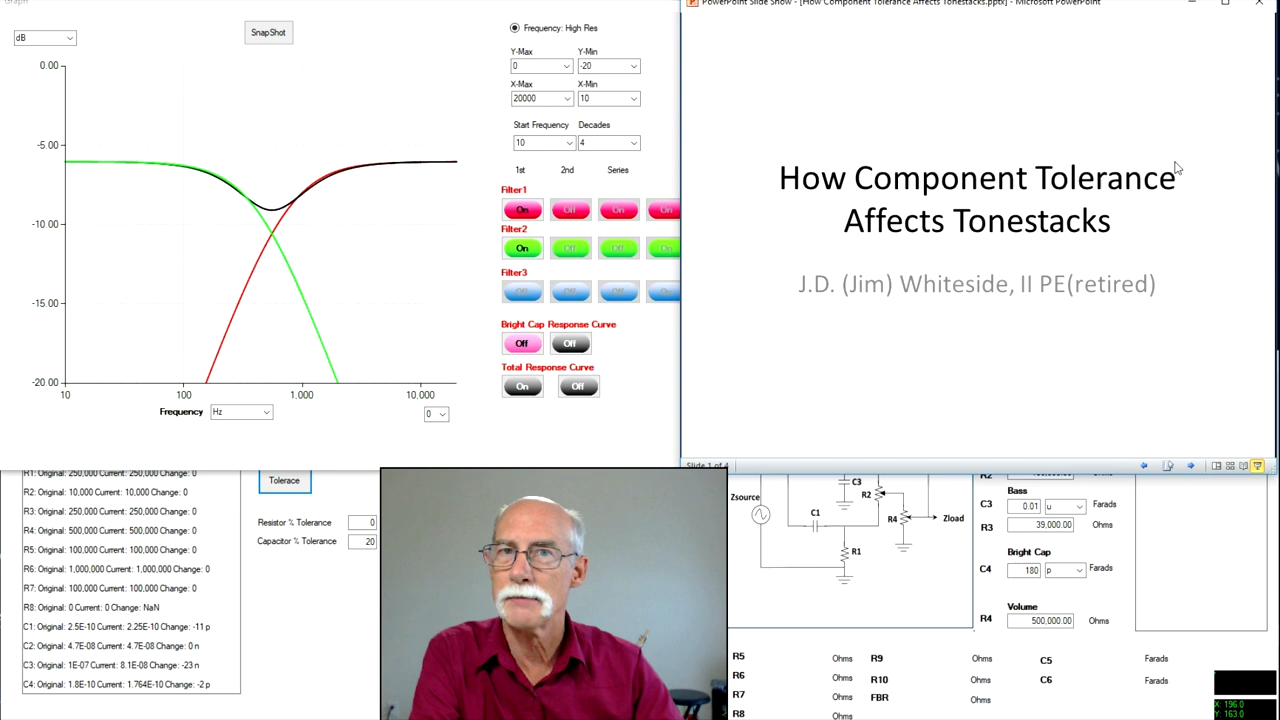 Graph
dB
SnapShot
0.00
-5.00
-10.00
-15.00
-20.00
10
100
1,000
10,000
Frequency
Hz
0
Frequency: High Res
Y-Max
Y-Min
0
-20
X-Max
X-Min
20000
10
Start Frequency
Decades
10
4
1st
2nd
Series
Filter1
On
Off
On
On
Filter2
On
Off
Off
On
Filter3
Off
Off
Off
Bright Cap Response Curve
Off
Off
Total Response Curve
On
Off
PowerPoint Slide Show - [How Component Tolerance Affects Tonestacks.pptx] - Microsoft PowerPoint
How Component Tolerance
Affects Tonestacks
J.D. (Jim) Whiteside, II PE(retired)
Slide 1 of 4
R1: Original: 250,000 Current: 250,000 Change: 0
R2: Original: 10,000 Current: 10,000 Change: 0
R3: Original: 250,000 Current: 250,000 Change: 0
R4: Original: 500,000 Current: 500,000 Change: 0
R5: Original: 100,000 Current: 100,000 Change: 0
R6: Original: 1,000,000 Current: 1,000,000 Change: 0
R7: Original: 100,000 Current: 100,000 Change: 0
R8: Original: 0 Current: 0 Change: NaN
C1: Original: 2.5E-10 Current: 2.25E-10 Change: -11 p
C2: Original: 4.7E-08 Current: 4.7E-08 Change: 0 n
C3: Original: 1E-07 Current: 8.1E-08 Change: -23 n
C4: Original: 1.8E-10 Current: 1.764E-10 Change: -2 p
Tolerace
Resistor % Tolerance
0
Capacitor % Tolerance
20
Zsource
C1
C3
R2
R4
Zload
R1
R2
Ohms
Bass
C3
0.01
u
Farads
R3
39,000.00
Ohms
Bright Cap
C4
180
p
Farads
Volume
R4
500,000.00
Ohms
R5
Ohms
R9
Ohms
C5
Farads
R6
Ohms
R10
Ohms
C6
Farads
R7
Ohms
FBR
Ohms
R8
Ohms
X: 196.0
Y: 163.0